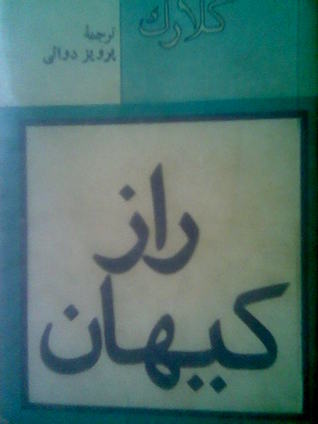 کلارک
ترجمهٔ
پرویز دوائی
راز
کیهان